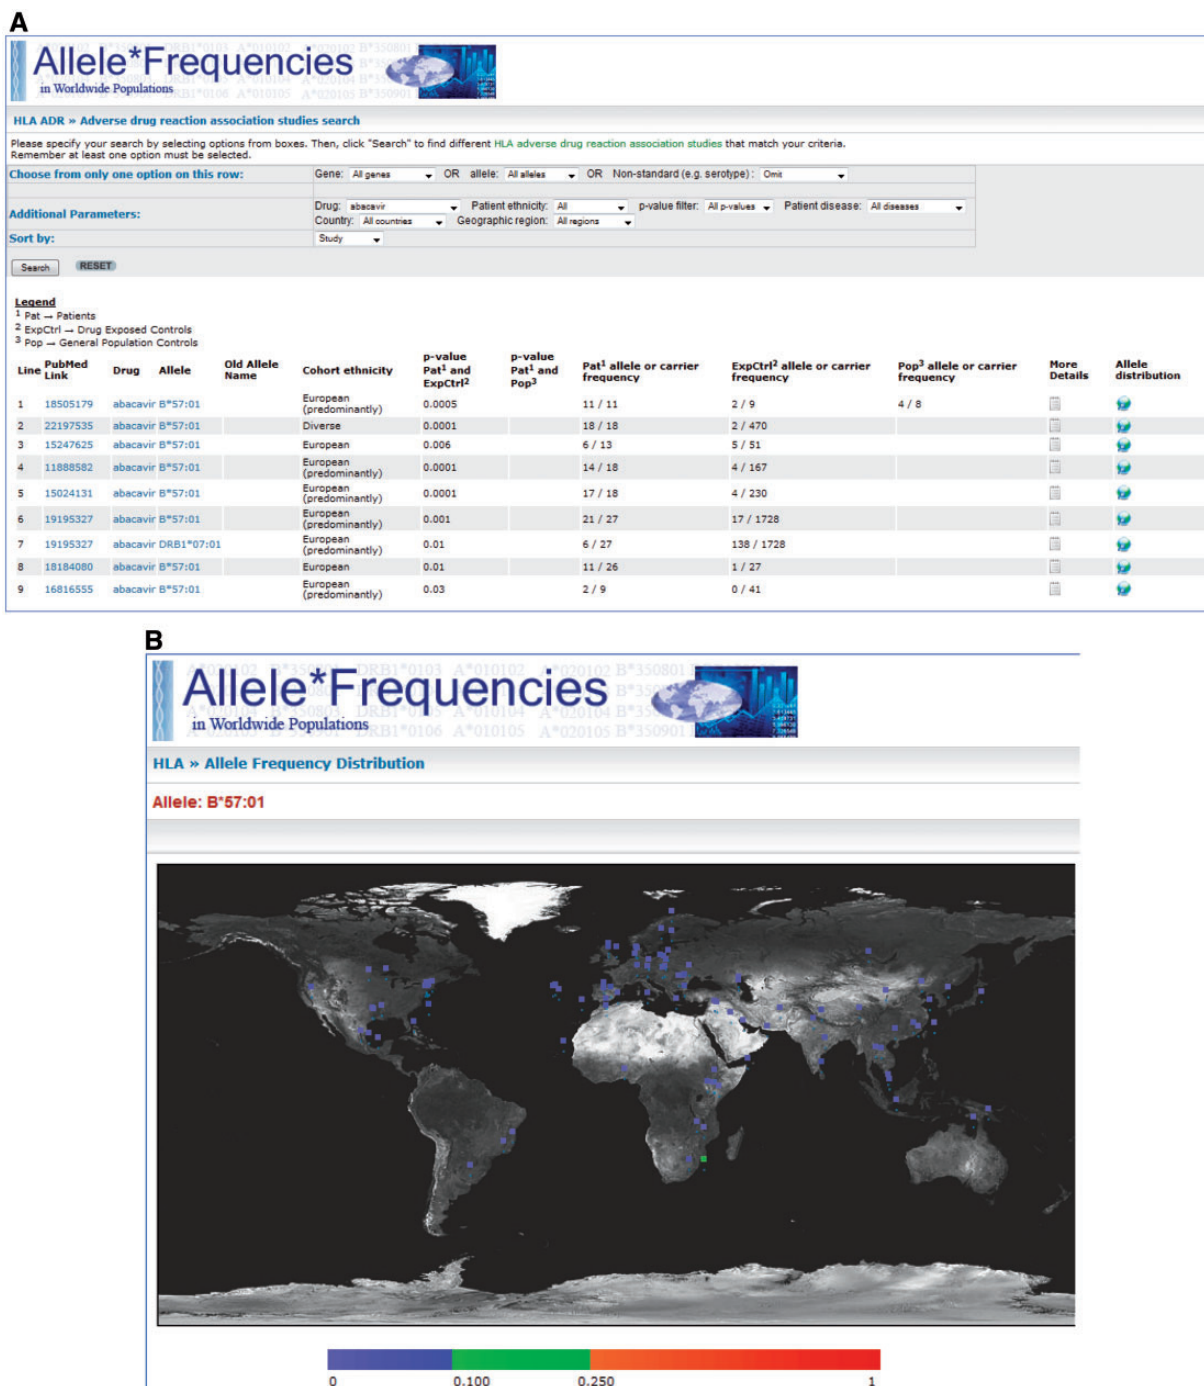 A
Allele*Frequencies
in Worldwide Populations
HLA ADR » Adverse drug reaction association studies search
Please specify your search by selecting options from boxes. Then, click "Search" to find different HLA adverse drug reaction association studies that match your criteria.
Remember at least one option must be selected.
Choose from only one option on this row: Gene: All genes OR allele: All alleles OR Non-standard (e.g. serotype): Omit
Additional Parameters: Drug: abacavir Patient ethnicity: All p-value filter: All p-values Patient disease: All diseases
Country: All countries Geographic region: All regions
Sort by: Study
Search RESET
Legend
1 Pat → Patients
2 ExpCtrl → Drug Exposed Controls
3 Pop → General Population Controls
Line PubMed Link Drug Allele Old Allele Name Cohort ethnicity p-value Pat1 and ExpCtrl2 p-value Pat1 and Pop3 Pat1 allele or carrier frequency ExpCtrl2 allele or carrier frequency Pop3 allele or carrier frequency More Details Allele distribution
1 18505179 abacavir B*57:01 European (predominantly) 0.0005 11 / 11 2 / 9 4 / 8
2 22197535 abacavir B*57:01 Diverse 0.0001 18 / 18 2 / 470
3 15247625 abacavir B*57:01 European 0.006 6 / 13 5 / 51
4 11888582 abacavir B*57:01 European (predominantly) 0.0001 14 / 18 4 / 167
5 15024131 abacavir B*57:01 European (predominantly) 0.0001 17 / 18 4 / 230
6 19195327 abacavir B*57:01 European (predominantly) 0.001 21 / 27 17 / 1728
7 19195327 abacavir DRB1*07:01 European (predominantly) 0.01 6 / 27 138 / 1728
8 18184080 abacavir B*57:01 European 0.01 11 / 26 1 / 27
9 16816555 abacavir B*57:01 European (predominantly) 0.03 2 / 9 0 / 41
B
Allele*Frequencies
in Worldwide Populations
HLA » Allele Frequency Distribution
Allele: B*57:01
0 0.100 0.250 1